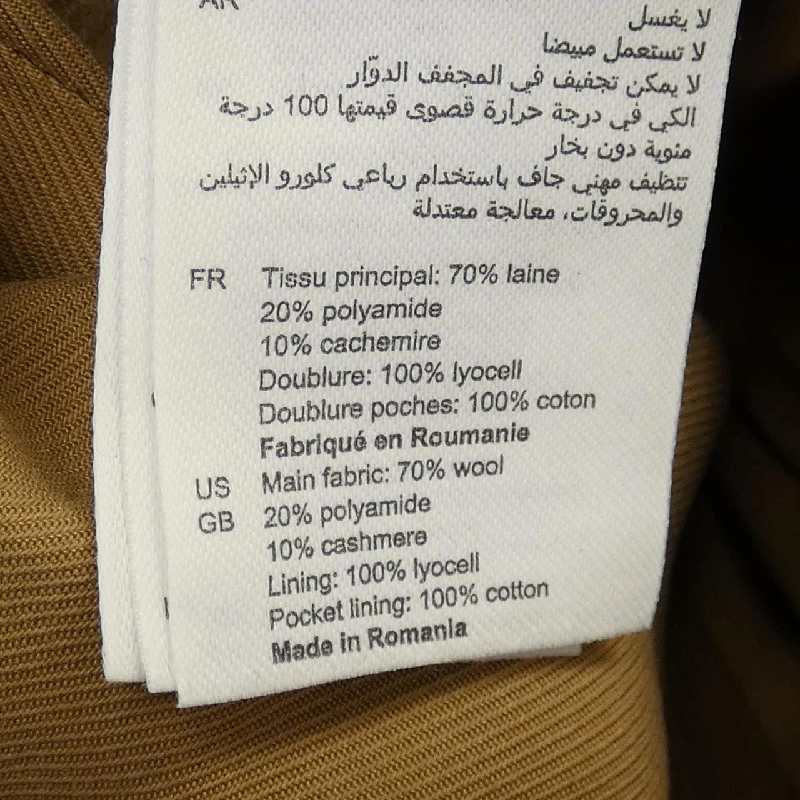 AR
لا يغسل
لا تستعمل مبيضا
لا يمكن تجفيف في المجفف الدوّار
الكي في درجة حرارة قصوى قيمتها 100 درجة
مئوية دون بخار
تنظيف مهني جاف باستخدام رباعي كلورو الإثيلين
والمحروقات، معالجة معتدلة
FR Tissu principal: 70% laine
20% polyamide
10% cachemire
Doublure: 100% lyocell
Doublure poches: 100% coton
Fabriqué en Roumanie
US Main fabric: 70% wool
GB 20% polyamide
10% cashmere
Lining: 100% lyocell
Pocket lining: 100% cotton
Made in Romania